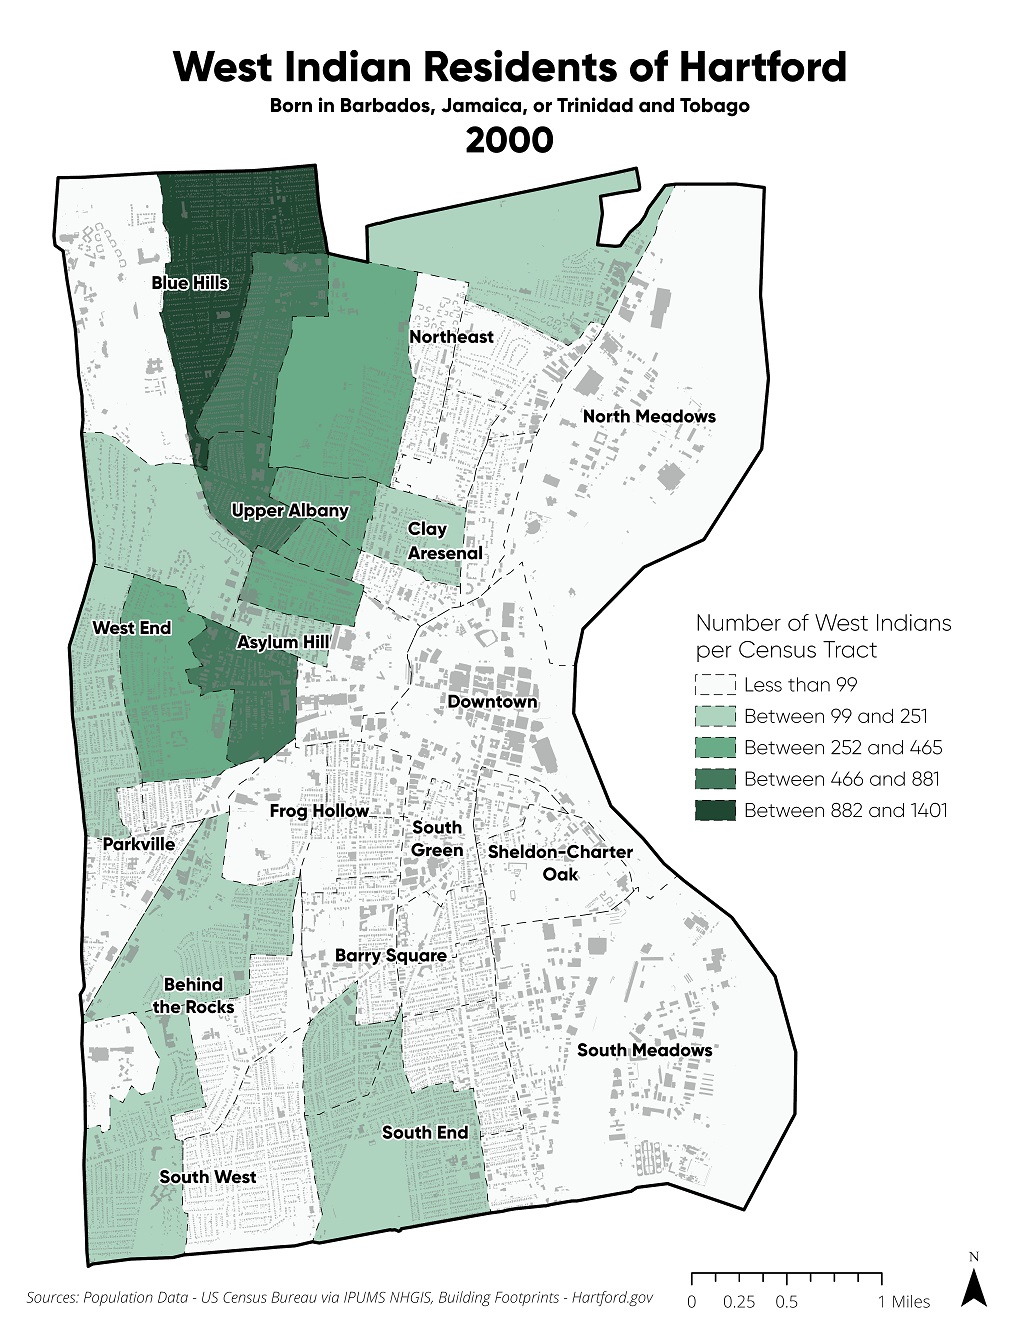 West Indian Residents of Hartford
Born in Barbados, Jamaica, or Trinidad and Tobago
2000
Blue Hills
Northeast
North Meadows
Upper Albany
Clay
Aresenal
West End
Asylum Hill
Downtown
Frog Hollow
South
Green
Parkville
Sheldon-Charter
Oak
Barry Square
Behind
the Rocks
South Meadows
South End
South West
Number of West Indians
per Census Tract
Less than 99
Between 99 and 251
Between 252 and 465
Between 466 and 881
Between 882 and 1401
N
Sources: Population Data - US Census Bureau via IPUMS NHGIS, Building Footprints - Hartford.gov
0 0.25 0.5 1 Miles